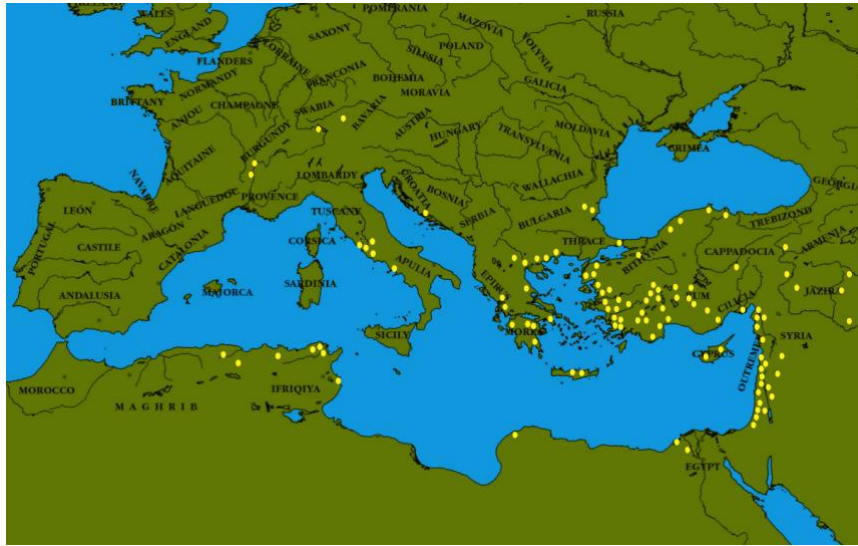 POMERANIA
RUSSIA
WALES
ENGLAND
MAZOVIA
SAXONY
POLAND
VOLYNIA
FLANDERS
LORRAINE
SILESIA
FRANCONIA
NORMANDY
BOHEMIA
GALICIA
BRITTANY
CHAMPAGNE
MORAVIA
SWABIA
BAVARIA
ANJOU
AUSTRIA
HUNGARY
MOLDAVIA
TRANSYLVANIA
BURGUNDY
CRIMEA
AQUITAINE
LOMBARDY
WALLACHIA
GEORGIA
NAVARRE
PROVENCE
CROATIA
BOSNIA
LANGUEDOC
LEÓN
TUSCANY
SERBIA
BULGARIA
TREBIZOND
PORTUGAL
ARAGÓN
CORSICA
THRACE
ARMENIA
CASTILE
CATALONIA
APULIA
BITHYNIA
CAPPADOCIA
EPIRUS
MAJORCA
SARDINIA
JAZIRA
ANDALUSIA
RUM
CILICIA
SICILY
MOREA
SYRIA
CYPRUS
OUTREMER
MOROCCO
IFRIQIYA
MAGHRIB
EGYPT